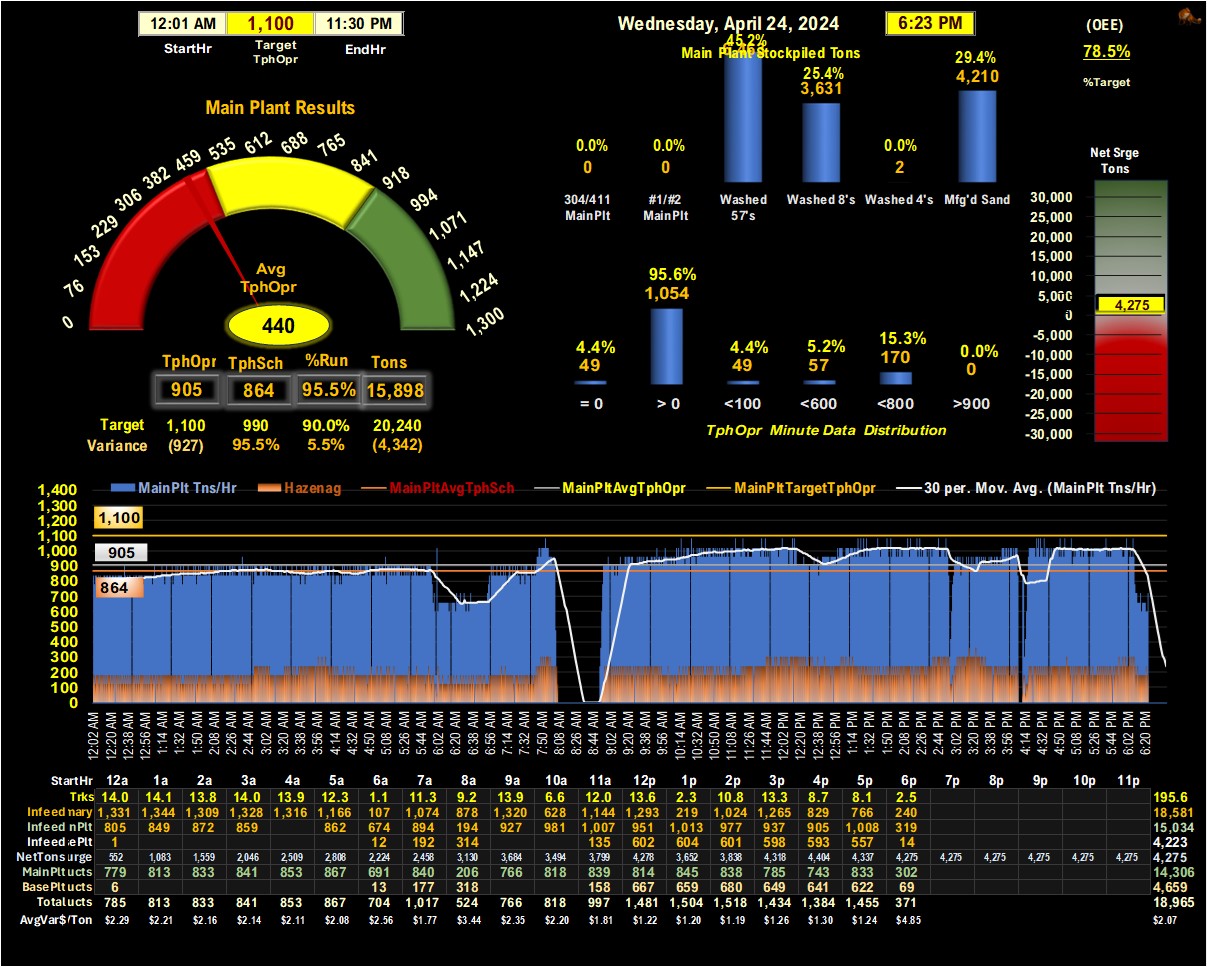 12:01 AM 1,100 11:30 PM
StartHr Target TphOpr EndHr
Wednesday, April 24, 2024 6:23 PM
(OEE)
78.5%
%Target
Main Plant Results
0 76 153 229 306 382 459 535 612 688 765 841 918 994 1,071 1,147 1,224 1,300
Avg
TphOpr
440
TphOpr TphSch %Run Tons
905 864 95.5% 15,898
Target 1,100 990 90.0% 20,240
Variance (927) 95.5% 5.5% (4,342)
Main Plant Stockpiled Tons
0.0% 0.0% 45.2% 25.4% 0.0% 29.4%
0 0 3,631 2 4,210
304/411 MainPlt #1/#2 MainPlt Washed 57's Washed 8's Washed 4's Mfg'd Sand
4.4% 95.6% 4.4% 5.2% 15.3% 0.0%
49 1,054 49 57 170 0
= 0 > 0 <100 <600 <800 >900
TphOpr Minute Data Distribution
Net Srge
Tons
30,000
25,000
20,000
15,000
10,000
5,000
4,275
0
-5,000
-10,000
-15,000
-20,000
-25,000
-30,000
MainPlt Tns/Hr Hazenag MainPltAvgTphSch MainPltAvgTphOpr MainPltTargetTphOpr 30 per. Mov. Avg. (MainPlt Tns/Hr)
1,400
1,300
1,200
1,100
1,000
900
800
700
600
500
400
300
200
100
0
1,100
905
864
12:02 AM 12:20 AM 12:38 AM 12:56 AM 1:14 AM 1:32 AM 1:50 AM 2:08 AM 2:26 AM 2:44 AM 3:02 AM 3:20 AM 3:38 AM 3:56 AM 4:14 AM 4:32 AM 4:50 AM 5:08 AM 5:26 AM 5:44 AM 6:02 AM 6:20 AM 6:38 AM 6:56 AM 7:14 AM 7:32 AM 7:50 AM 8:08 AM 8:26 AM 8:44 AM 9:02 AM 9:20 AM 9:38 AM 9:56 AM 10:14 AM 10:32 AM 10:50 AM 11:08 AM 11:26 AM 11:44 AM 12:02 PM 12:20 PM 12:38 PM 12:56 PM 1:14 PM 1:32 PM 1:50 PM 2:08 PM 2:26 PM 2:44 PM 3:02 PM 3:20 PM 3:38 PM 3:56 PM 4:14 PM 4:32 PM 4:50 PM 5:08 PM 5:26 PM 5:44 PM 6:02 PM 6:20 PM
StartHr 12a 1a 2a 3a 4a 5a 6a 7a 8a 9a 10a 11a 12p 1p 2p 3p 4p 5p 6p 7p 8p 9p 10p 11p
Trks 14.0 14.1 13.8 14.0 13.9 12.3 1.1 11.3 9.2 13.9 6.6 12.0 13.6 2.3 10.8 13.3 8.7 8.1 2.5 195.6
Infeed mary 1,331 1,344 1,309 1,328 1,316 1,166 107 1,074 878 1,320 628 1,144 1,293 219 1,024 1,265 829 766 240 18,581
Infeed nPlt 805 849 872 859 862 674 894 194 927 981 1,007 951 1,013 977 937 905 1,008 319 15,034
Infeed ePlt 1 12 192 314 135 602 604 601 598 593 557 14 4,223
NetTons urge 552 1,083 1,559 2,046 2,509 2,808 2,224 2,458 3,130 3,684 3,494 3,799 4,278 3,652 3,838 4,318 4,404 4,337 4,275 4,275 4,275 4,275 4,275 4,275 4,275
MainPl ucts 779 813 833 841 853 867 691 840 206 766 818 839 814 845 838 785 743 833 302 14,306
BasePl ucts 6 13 177 318 158 667 659 680 649 641 622 69 4,659
Total ucts 785 813 833 841 853 867 704 1,017 524 766 818 997 1,481 1,504 1,518 1,434 1,384 1,455 371 18,965
AvgVar$/Ton $2.29 $2.21 $2.16 $2.14 $2.11 $2.08 $2.56 $1.77 $3.44 $2.35 $2.20 $1.81 $1.22 $1.20 $1.19 $1.26 $1.30 $1.24 $4.85 $2.07